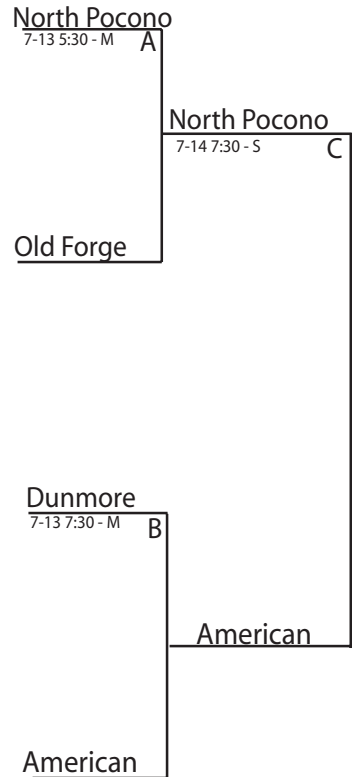 North Pocono
7-13 5:30 - M
A
North Pocono
7-14 7:30 - S
C
Old Forge
Dunmore
7-13 7:30 - M
B
American
American